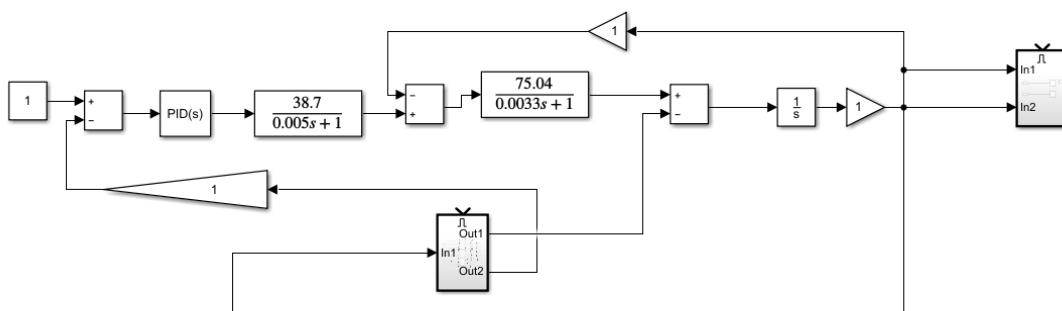 1
In1
1
+
−
PID(s)
38.7
0.005s + 1
−
+
75.04
0.0033s + 1
+
−
1
s
1
In2
1
Out1
In1
Out2